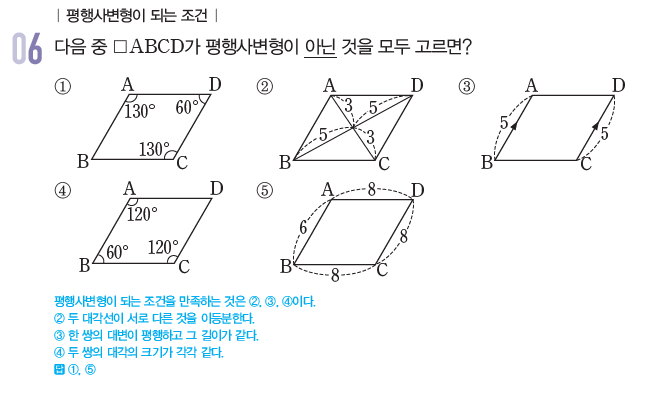 | 평행사변형이 되는 조건 |
06 다음 중 □ABCD가 평행사변형이 아닌 것을 모두 고르면?
① A D 130° 60° 130° B C
② A D 3 5 5 3 B C
③ A D 5 5 B C
④ A D 120° 60° 120° B C
⑤ A 8 D 6 8 B 8 C
평행사변형이 되는 조건을 만족하는 것은 ②, ③, ④이다.
② 두 대각선이 서로 다른 것을 이등분한다.
③ 한 쌍의 대변이 평행하고 그 길이가 같다.
④ 두 쌍의 대각의 크기가 각각 같다.
답 ①, ⑤